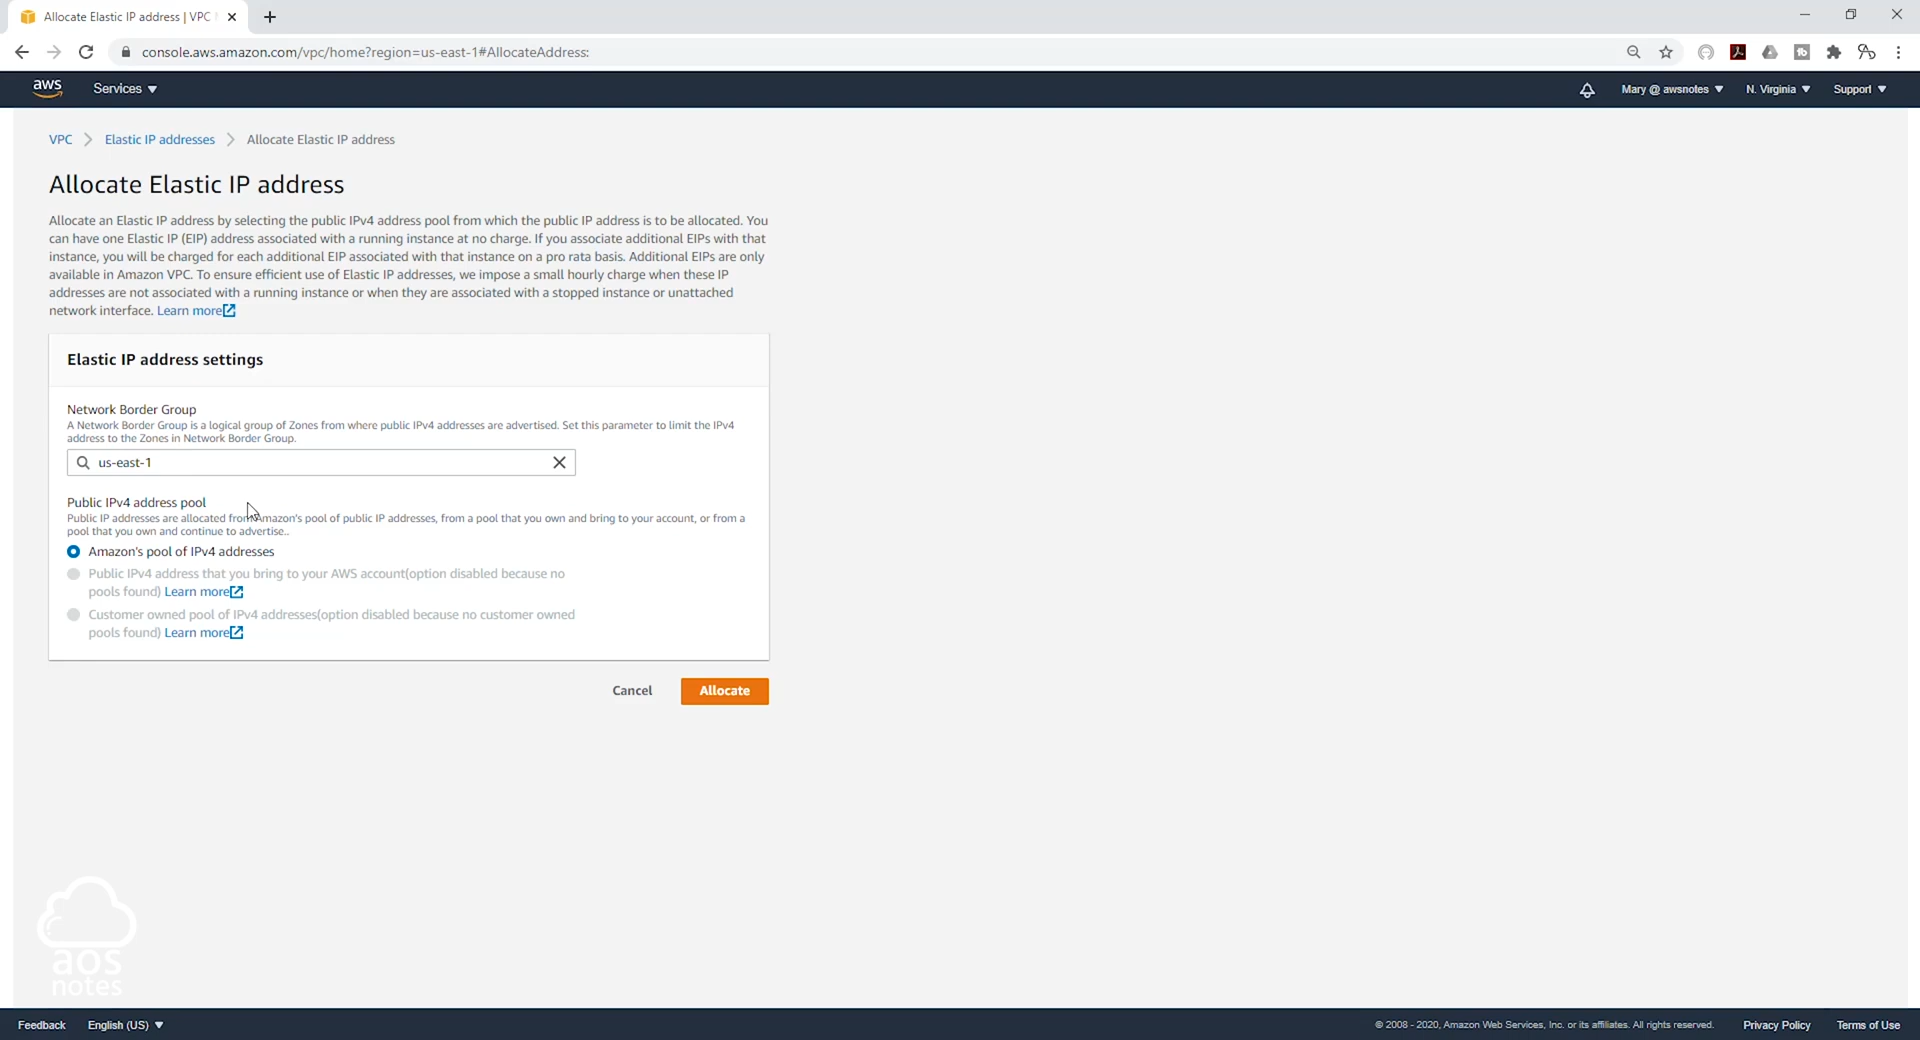 Allocate Elastic IP address | VPC
console.aws.amazon.com/vpc/home?region=us-east-1#AllocateAddress:
aws Services Mary @ awsnotes N. Virginia Support
VPC Elastic IP addresses Allocate Elastic IP address
Allocate Elastic IP address
Allocate an Elastic IP address by selecting the public IPv4 address pool from which the public IP address is to be allocated. You
can have one Elastic IP (EIP) address associated with a running instance at no charge. If you associate additional EIPs with that
instance, you will be charged for each additional EIP associated with that instance on a pro rata basis. Additional EIPs are only
available in Amazon VPC. To ensure efficient use of Elastic IP addresses, we impose a small hourly charge when these IP
addresses are not associated with a running instance or when they are associated with a stopped instance or unattached
network interface. Learn more
Elastic IP address settings
Network Border Group
A Network Border Group is a logical group of Zones from where public IPv4 addresses are advertised. Set this parameter to limit the IPv4
address to the Zones in Network Border Group.
us-east-1
Public IPv4 address pool
Public IP addresses are allocated from Amazon's pool of public IP addresses, from a pool that you own and bring to your account, or from a
pool that you own and continue to advertise..
Amazon's pool of IPv4 addresses
Public IPv4 address that you bring to your AWS account(option disabled because no
pools found) Learn more
Customer owned pool of IPv4 addresses(option disabled because no customer owned
pools found) Learn more
Cancel Allocate
aos
notes
Feedback English (US) © 2008 - 2020, Amazon Web Services, Inc. or its affiliates. All rights reserved. Privacy Policy Terms of Use